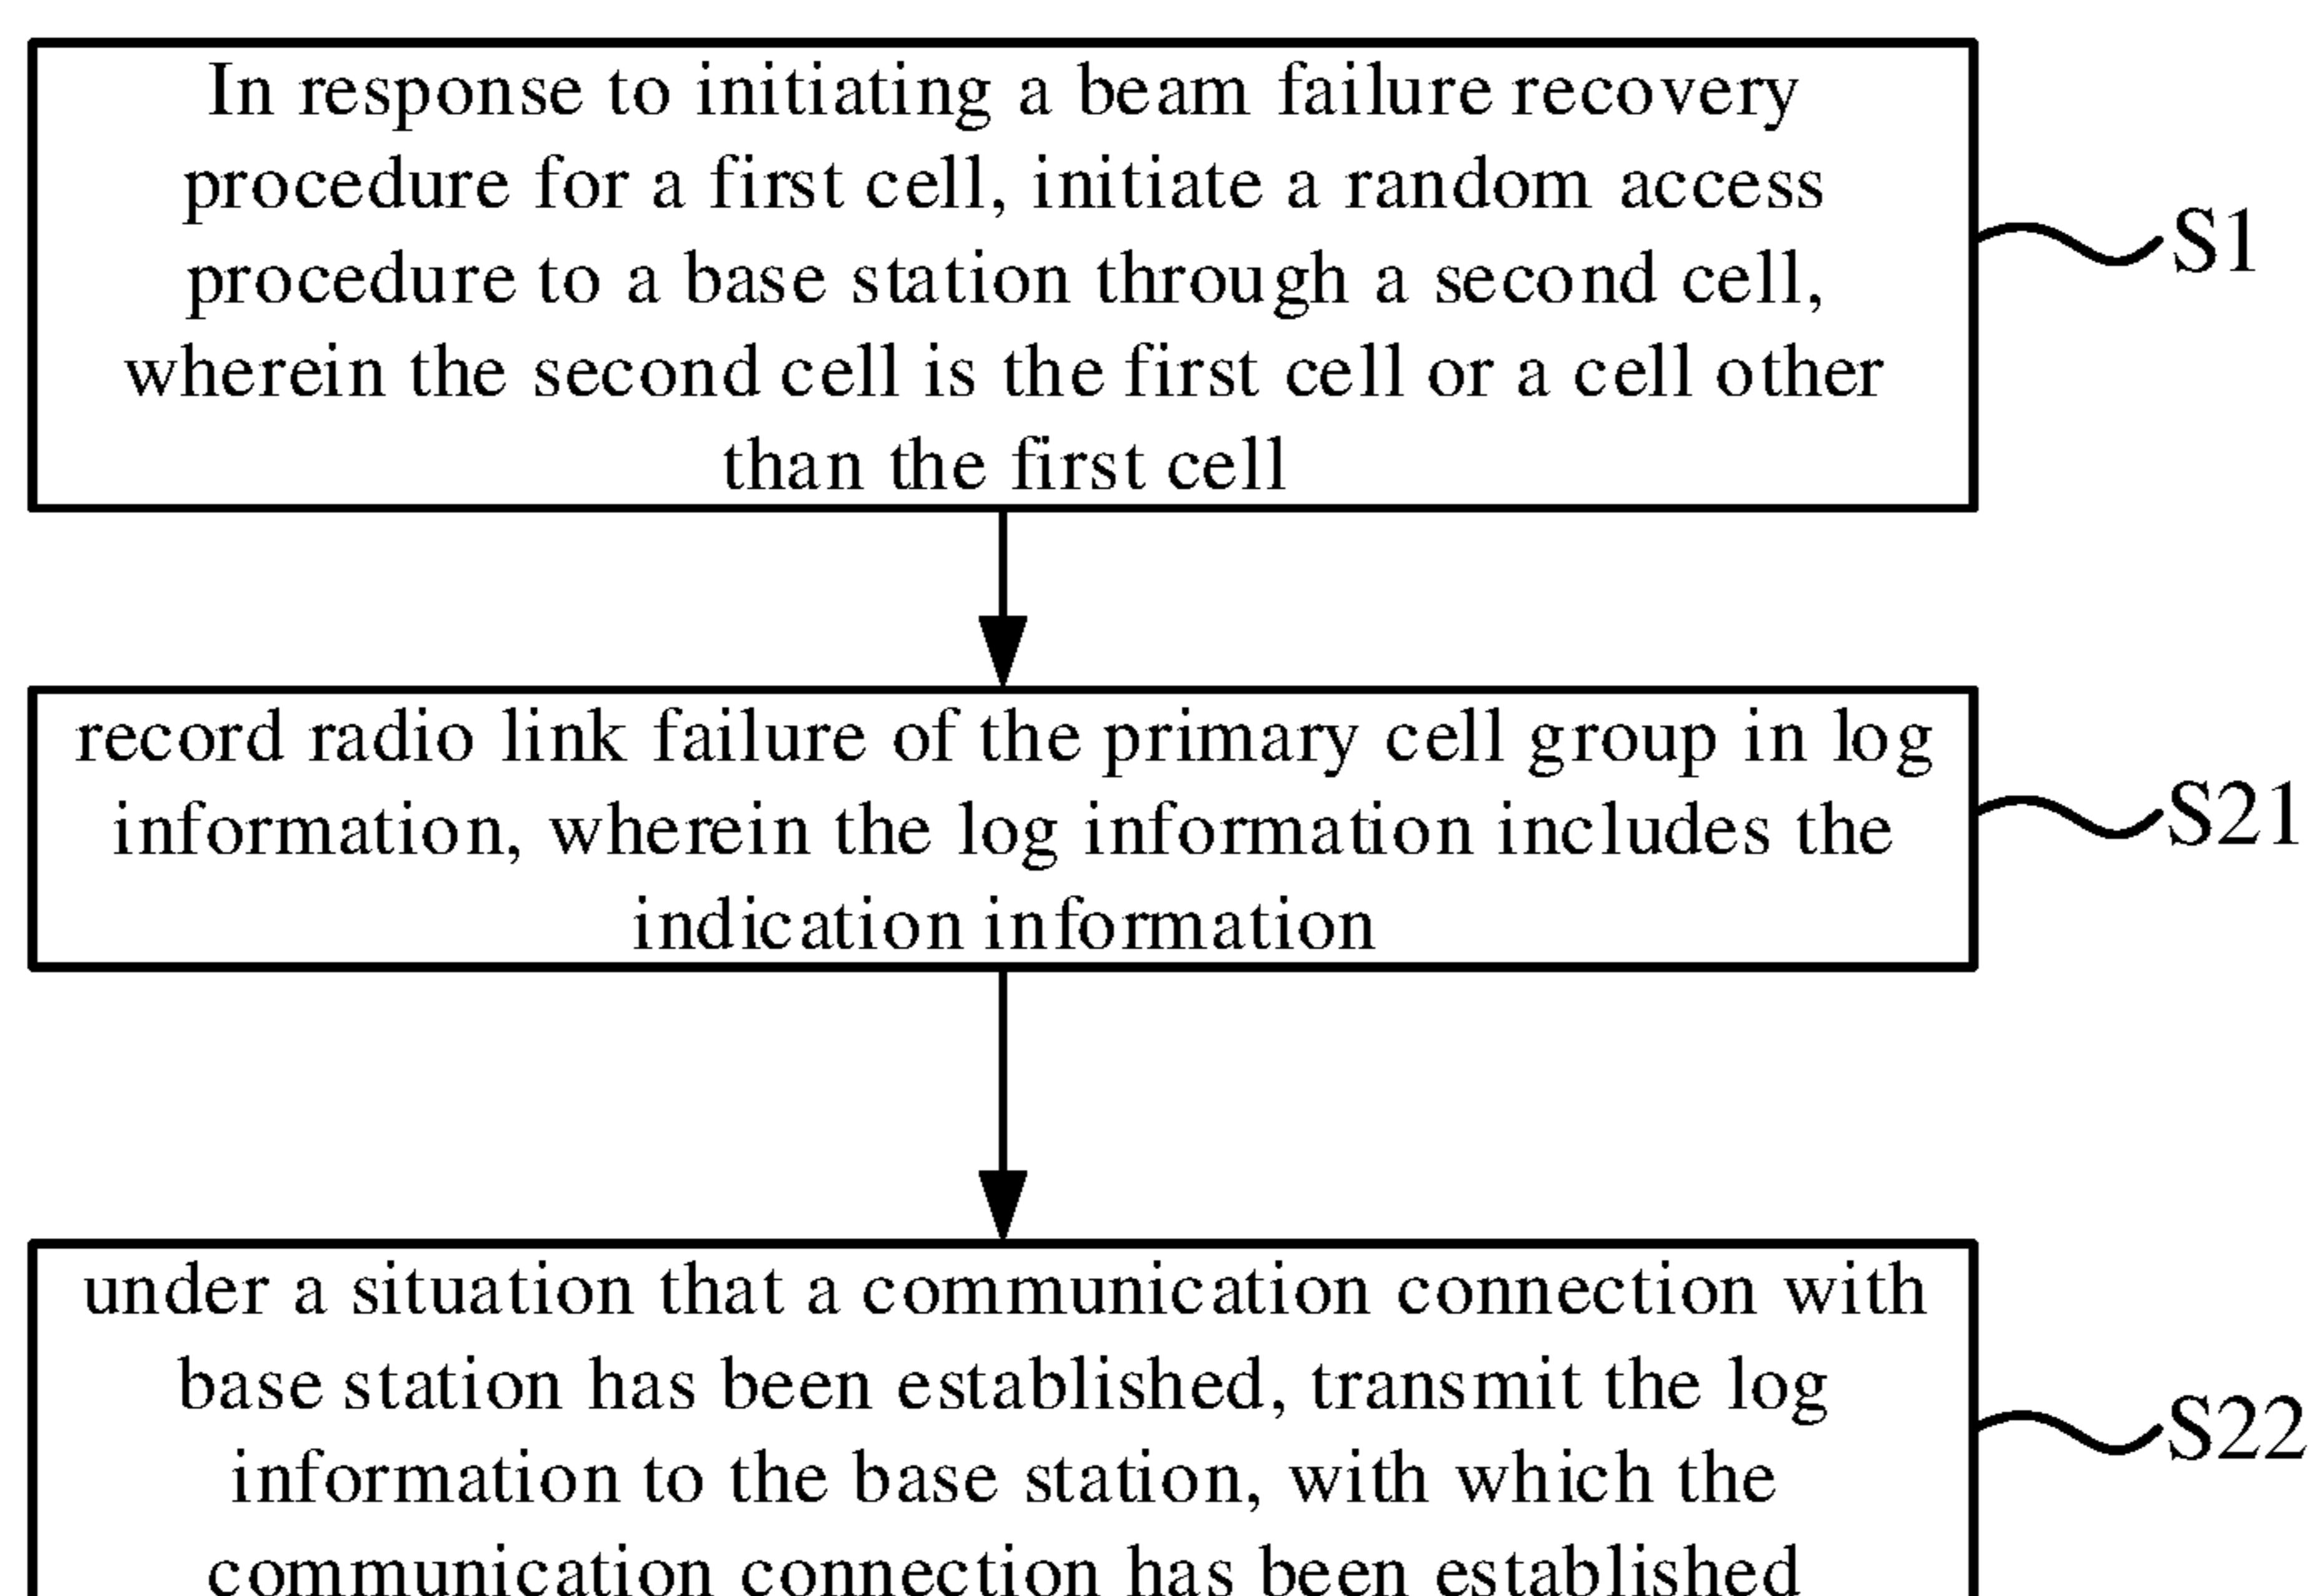 In response to initiating a beam failure recovery
procedure for a first cell, initiate a random access
procedure to a base station through a second cell,
wherein the second cell is the first cell or a cell other
than the first cell
S1
record radio link failure of the primary cell group in log
information, wherein the log information includes the
indication information
S21
under a situation that a communication connection with
base station has been established, transmit the log
information to the base station, with which the
communication connection has been established
S22